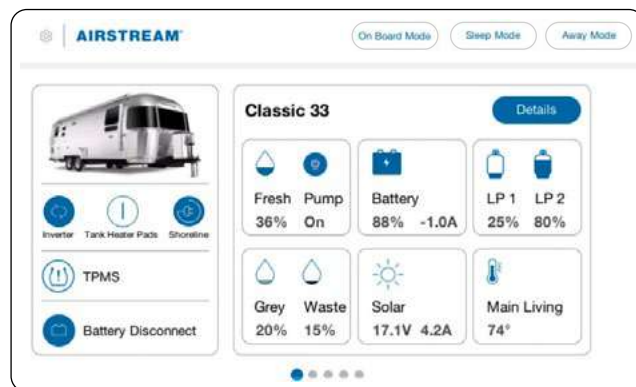 AIRSTREAM
On Board Mode
Sleep Mode
Away Mode
Inverter Tank Heater Pads Shoreline
TPMS
Battery Disconnect
Classic 33
Details
Fresh Pump
36% On
Battery
88% -1.0A
LP 1 LP 2
25% 80%
Grey Waste
20% 15%
Solar
17.1V 4.2A
Main Living
74°